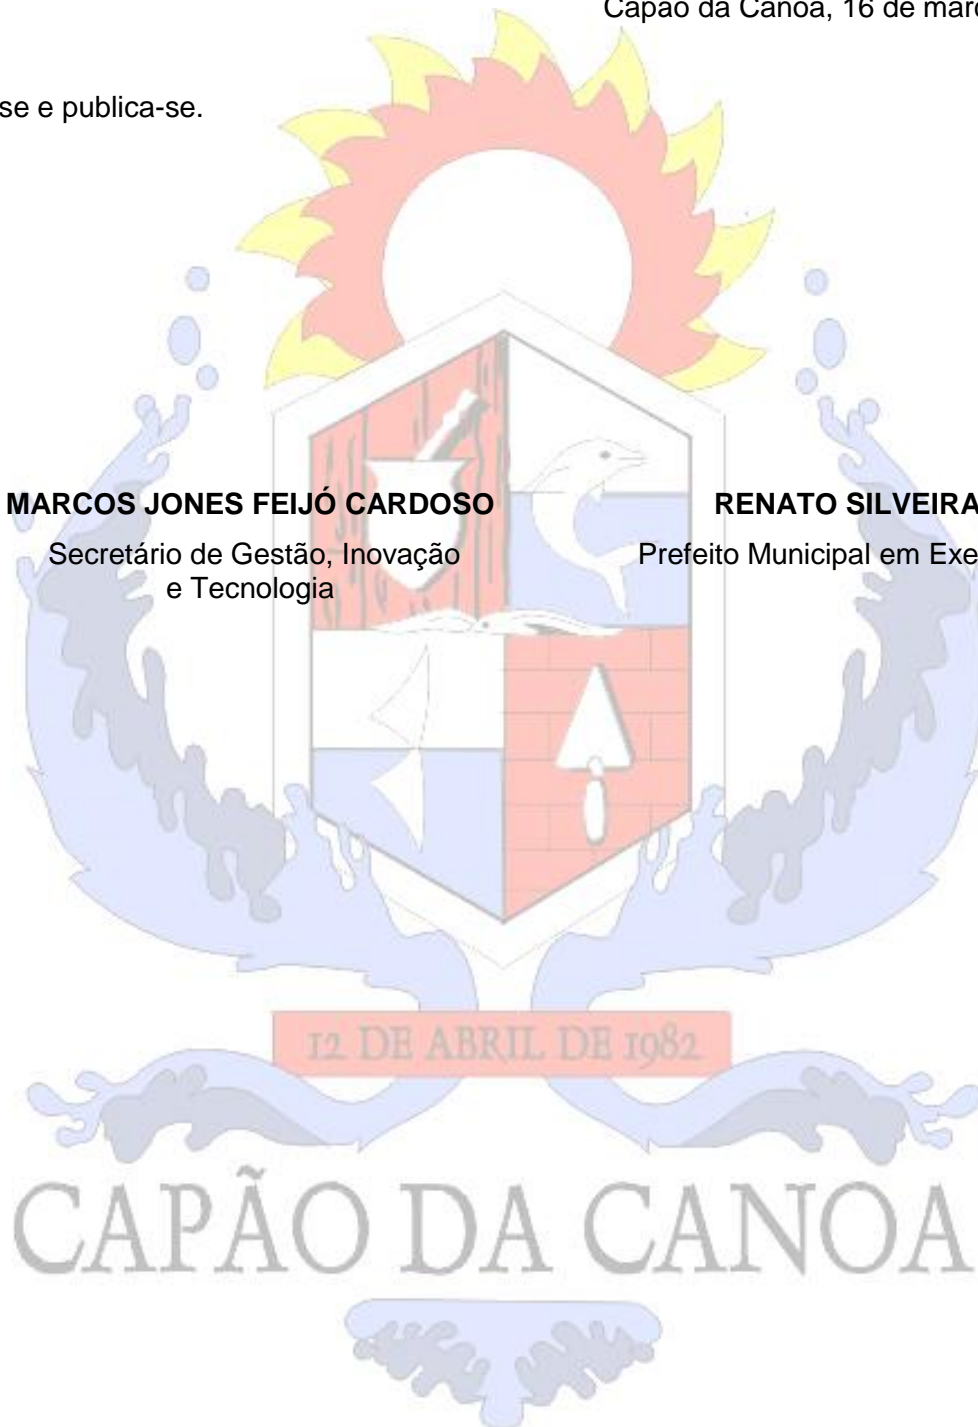 Capão da Canoa, 16 de març
se e publica-se.
MARCOS JONES FEIJÓ CARDOSO
RENATO SILVEIRA
Secretário de Gestão, Inovação
e Tecnologia
Prefeito Municipal em Exe
12 DE ABRIL DE 1982
CAPÃO DA CANOA